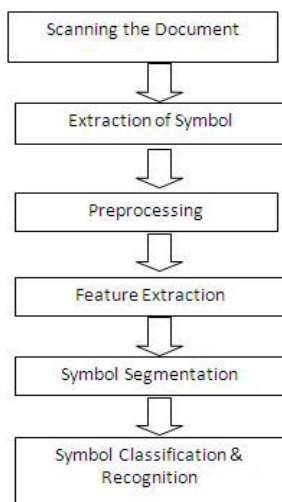 Scanning the Document
Extraction of Symbol
Preprocessing
Feature Extraction
Symbol Segmentation
Symbol Classification &
Recognition